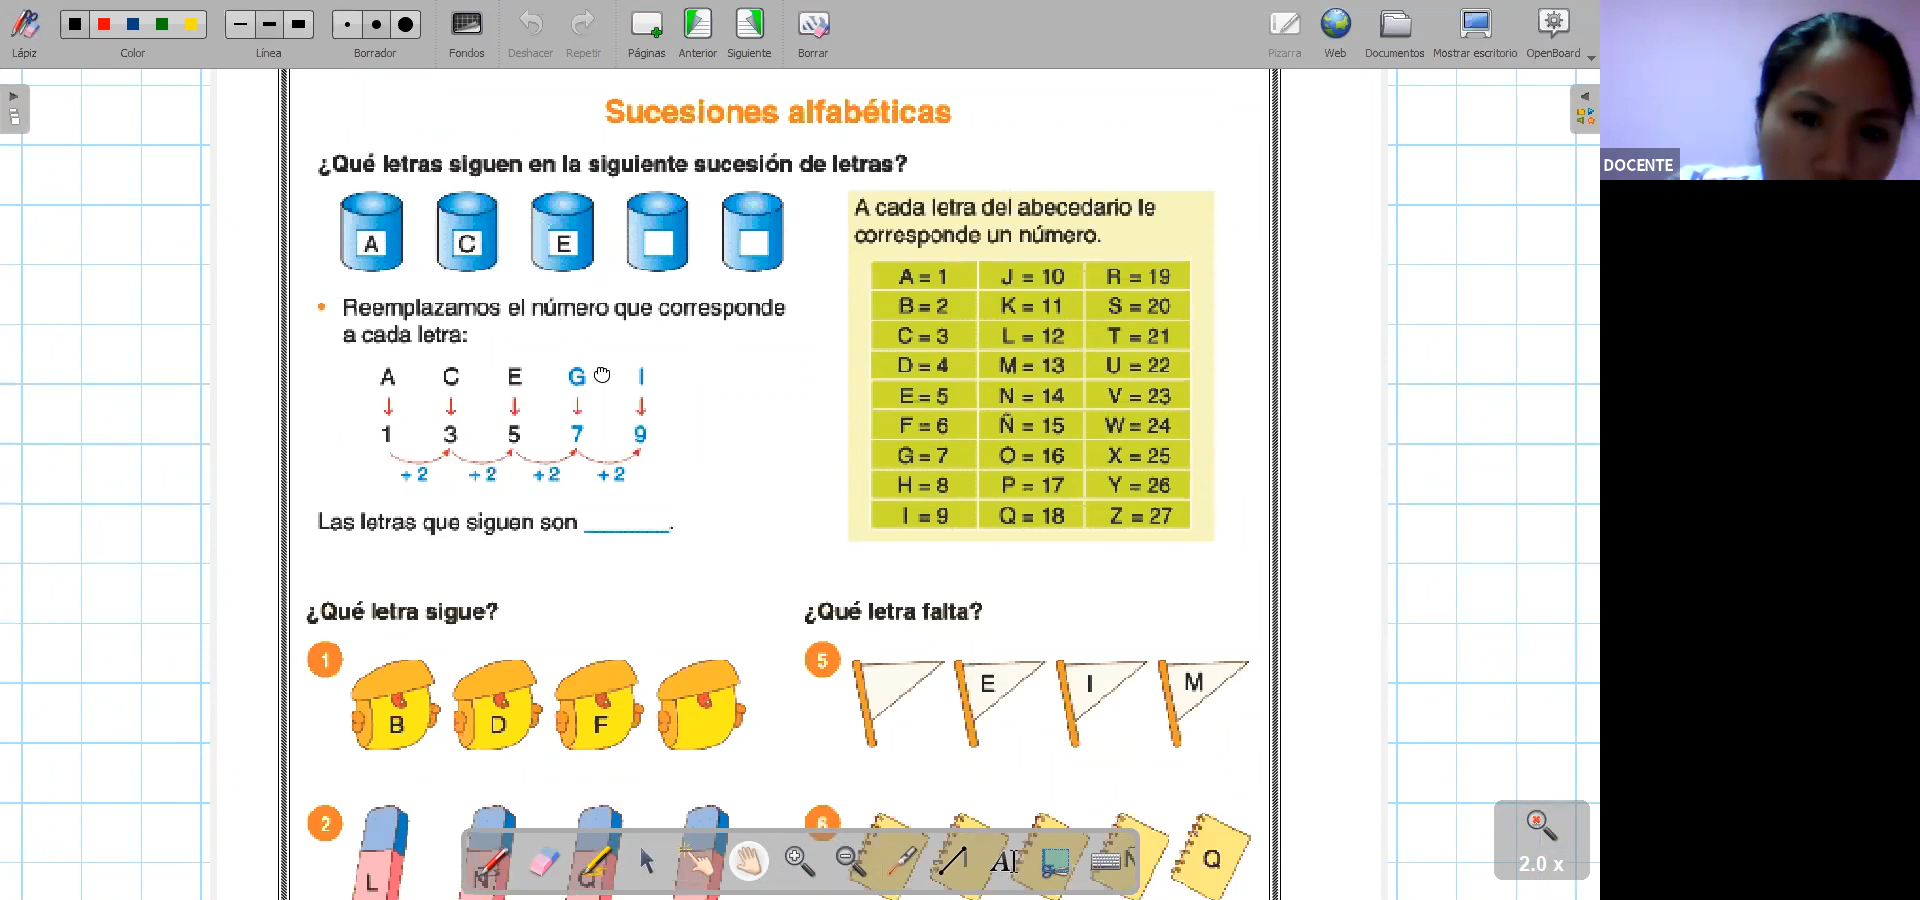 Lápiz
Color
Línea
Borrador
Fondos
Deshacer
Repetir
Páginas
Anterior
Siguiente
Borrar
Pizarra
Web
Documentos
Mostrar escritorio
OpenBoard
DOCENTE
Sucesiones alfabéticas
¿Qué letras siguen en la siguiente sucesión de letras?
A C E
• Reemplazamos el número que corresponde
a cada letra:
A C E G I
1 3 5 7 9
+2 +2 +2 +2
Las letras que siguen son ________.
A cada letra del abecedario le
corresponde un número.
A = 1 J = 10 R = 19
B = 2 K = 11 S = 20
C = 3 L = 12 T = 21
D = 4 M = 13 U = 22
E = 5 N = 14 V = 23
F = 6 Ñ = 15 W = 24
G = 7 O = 16 X = 25
H = 8 P = 17 Y = 26
I = 9 Q = 18 Z = 27
¿Qué letra sigue?
1
B D F
2
L
¿Qué letra falta?
5
E I M
6
Q
2.0 x